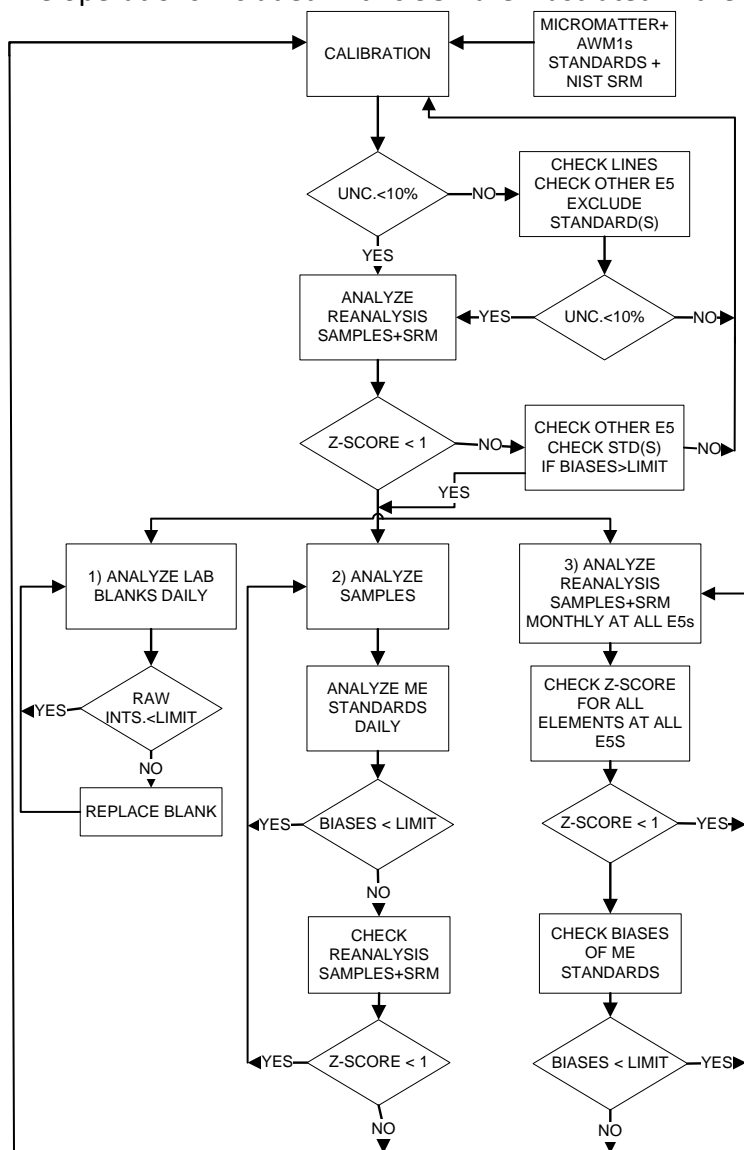 MICROMATTER+
AWM1s
STANDARDS +
NIST SRM
CALIBRATION
UNC.<10%
NO
CHECK LINES
CHECK OTHER E5
EXCLUDE
STANDARD(S)
YES
ANALYZE
REANALYSIS
SAMPLES+SRM
YES
UNC.<10%
NO
Z-SCORE < 1
NO
CHECK OTHER E5
CHECK STD(S)
IF BIASES>LIMIT
NO
YES
1) ANALYZE LAB
BLANKS DAILY
2) ANALYZE
SAMPLES
3) ANALYZE
REANALYSIS
SAMPLES+SRM
MONTHLY AT ALL E5s
RAW
INTS.<LIMIT
YES
NO
REPLACE BLANK
ANALYZE ME
STANDARDS
DAILY
BIASES < LIMIT
YES
NO
CHECK
REANALYSIS
SAMPLES+SRM
Z-SCORE < 1
YES
NO
CHECK Z-SCORE
FOR ALL
ELEMENTS AT ALL
E5S
Z-SCORE < 1
YES
CHECK BIASES
OF ME
STANDARDS
BIASES < LIMIT
YES
NO